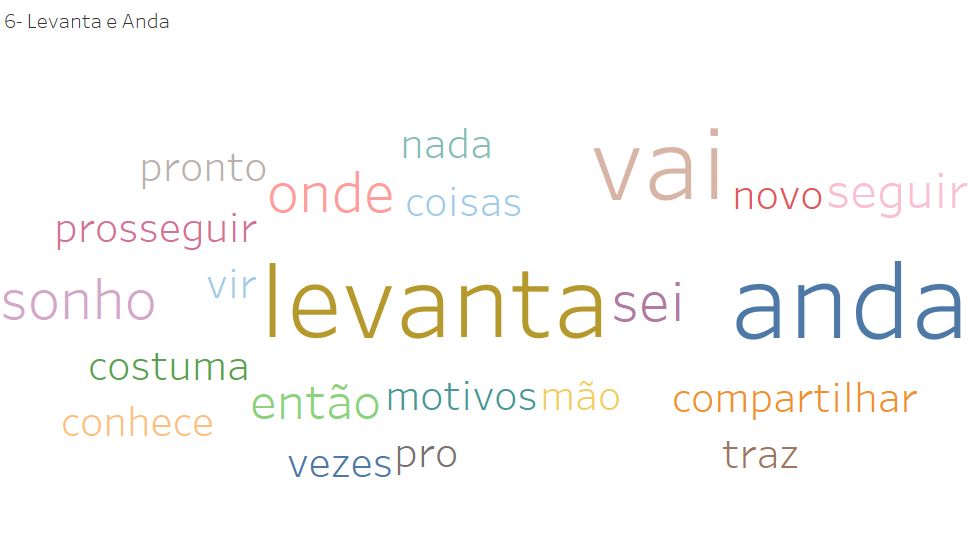 6- Levanta e Anda
nada
vai
pronto
onde
coisas
novo
seguir
prosseguir
sonho
vir
levanta
sei
anda
costuma
então
motivos
mão
compartilhar
conhece
vezes
pro
traz